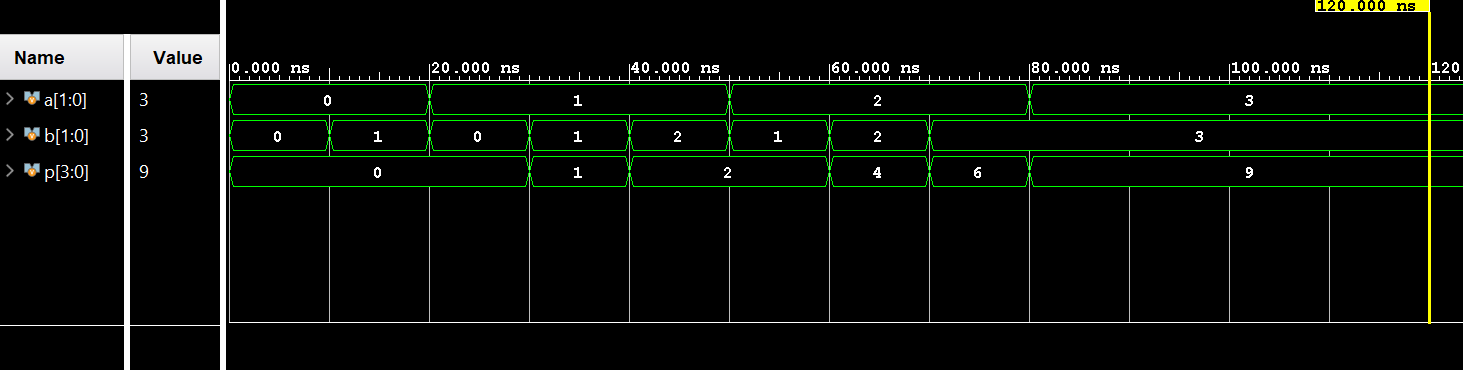 120.000 ns
Name Value
0.000 ns 20.000 ns 40.000 ns 60.000 ns 80.000 ns 100.000 ns 120.
a[1:0] 3 0 1 2 3
b[1:0] 3 0 1 0 1 2 1 2 3
p[3:0] 9 0 1 2 4 6 9